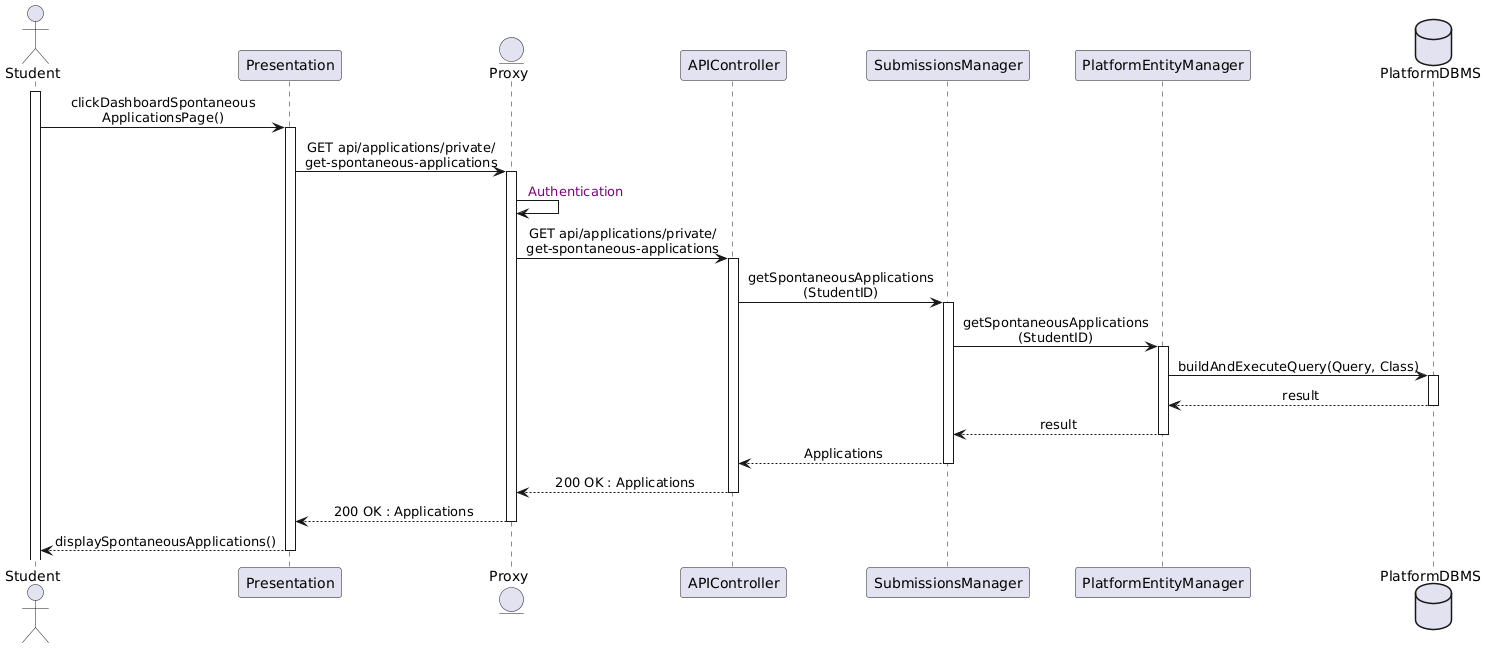 Student
Presentation
Proxy
APIController
SubmissionsManager
PlatformEntityManager
PlatformDBMS
clickDashboardSpontaneous
ApplicationsPage()
GET api/applications/private/
get-spontaneous-applications
Authentication
GET api/applications/private/
get-spontaneous-applications
getSpontaneousApplications
(StudentID)
getSpontaneousApplications
(StudentID)
buildAndExecuteQuery(Query, Class)
result
result
Applications
200 OK : Applications
200 OK : Applications
displaySpontaneousApplications()
Student
Presentation
Proxy
APIController
SubmissionsManager
PlatformEntityManager
PlatformDBMS